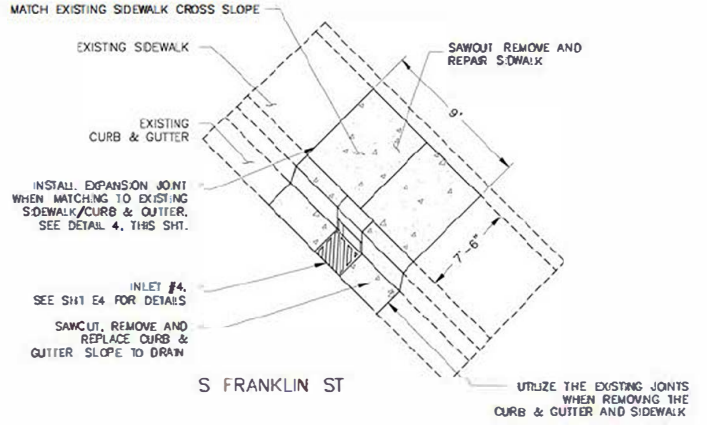 MATCH EXISTING SIDEWALK CROSS SLOPE
EXISTING SIDEWALK
SAWCUT REMOVE AND
REPAIR SIDWALK
EXISTING
CURB & GUTTER
9'
INSTALL EXPANSION JOINT
WHEN MATCHING TO EXISTING
SIDEWALK/CURB & GUTTER.
SEE DETAIL 4, THIS SHT.
7'-6"
INLET #4.
SEE SHT E4 FOR DETAILS
SAWCUT, REMOVE AND
REPLACE CURB &
GUTTER SLOPE TO DRAIN
S FRANKLIN ST
UTILIZE THE EXISTING JOINTS
WHEN REMOVING THE
CURB & GUTTER AND SIDEWALK